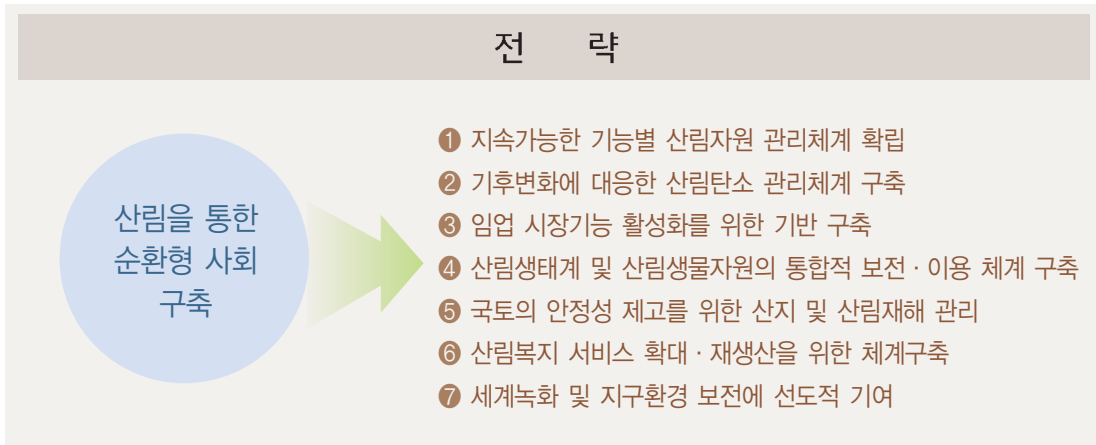 전 략
산림을 통한
순환형 사회
구축
❶ 지속가능한 기능별 산림자원 관리체계 확립
❷ 기후변화에 대응한 산림탄소 관리체계 구축
❸ 임업 시장기능 활성화를 위한 기반 구축
❹ 산림생태계 및 산림생물자원의 통합적 보전·이용 체계 구축
❺ 국토의 안정성 제고를 위한 산지 및 산림재해 관리
❻ 산림복지 서비스 확대·재생산을 위한 체계구축
❼ 세계녹화 및 지구환경 보전에 선도적 기여